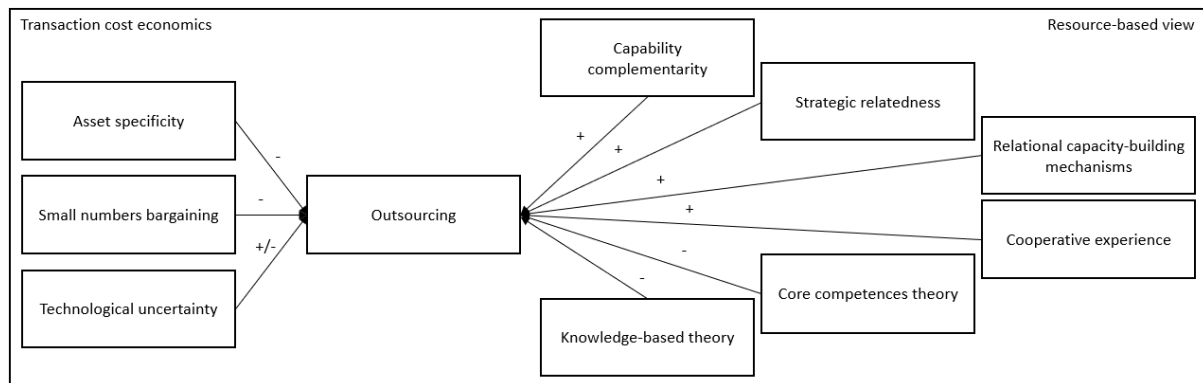 Transaction cost economics
Resource-based view
Capability
complementarity
Asset specificity
Strategic relatedness
Relational capacity-building
mechanisms
Small numbers bargaining
Outsourcing
Cooperative experience
Technological uncertainty
Core competences theory
Knowledge-based theory
-
-
+/-
+
+
+
+
-
-